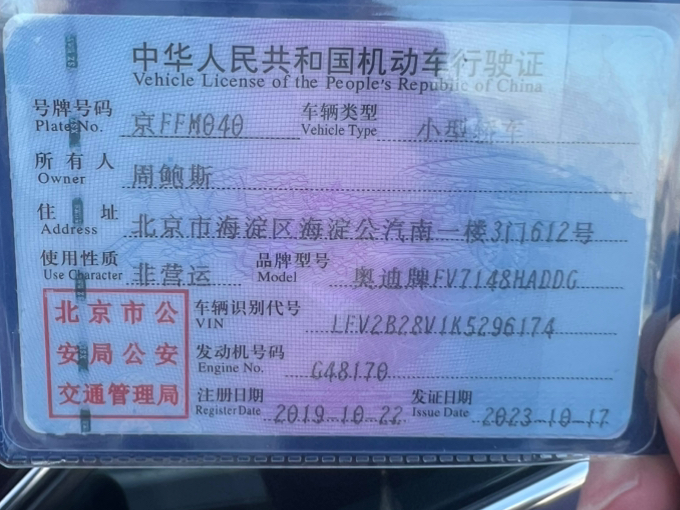 中华人民共和国机动车行驶证
Vehicle License of the People's Republic of China
号牌号码 京FFM040 车辆类型 小型轿车
Plate No. Vehicle Type
所有人 周鲍斯
Owner
住址 北京市海淀区海淀公汽南一楼3门612号
Address
使用性质 非营运 品牌型号 奥迪牌FV7148HADDG
Use Character Model
北京市公安局公安交通管理局
车辆识别代号 LFV2B28V1K5296174
VIN
发动机号码 G48170
Engine No.
注册日期 2019-10-22 发证日期 2023-10-17
Register Date Issue Date